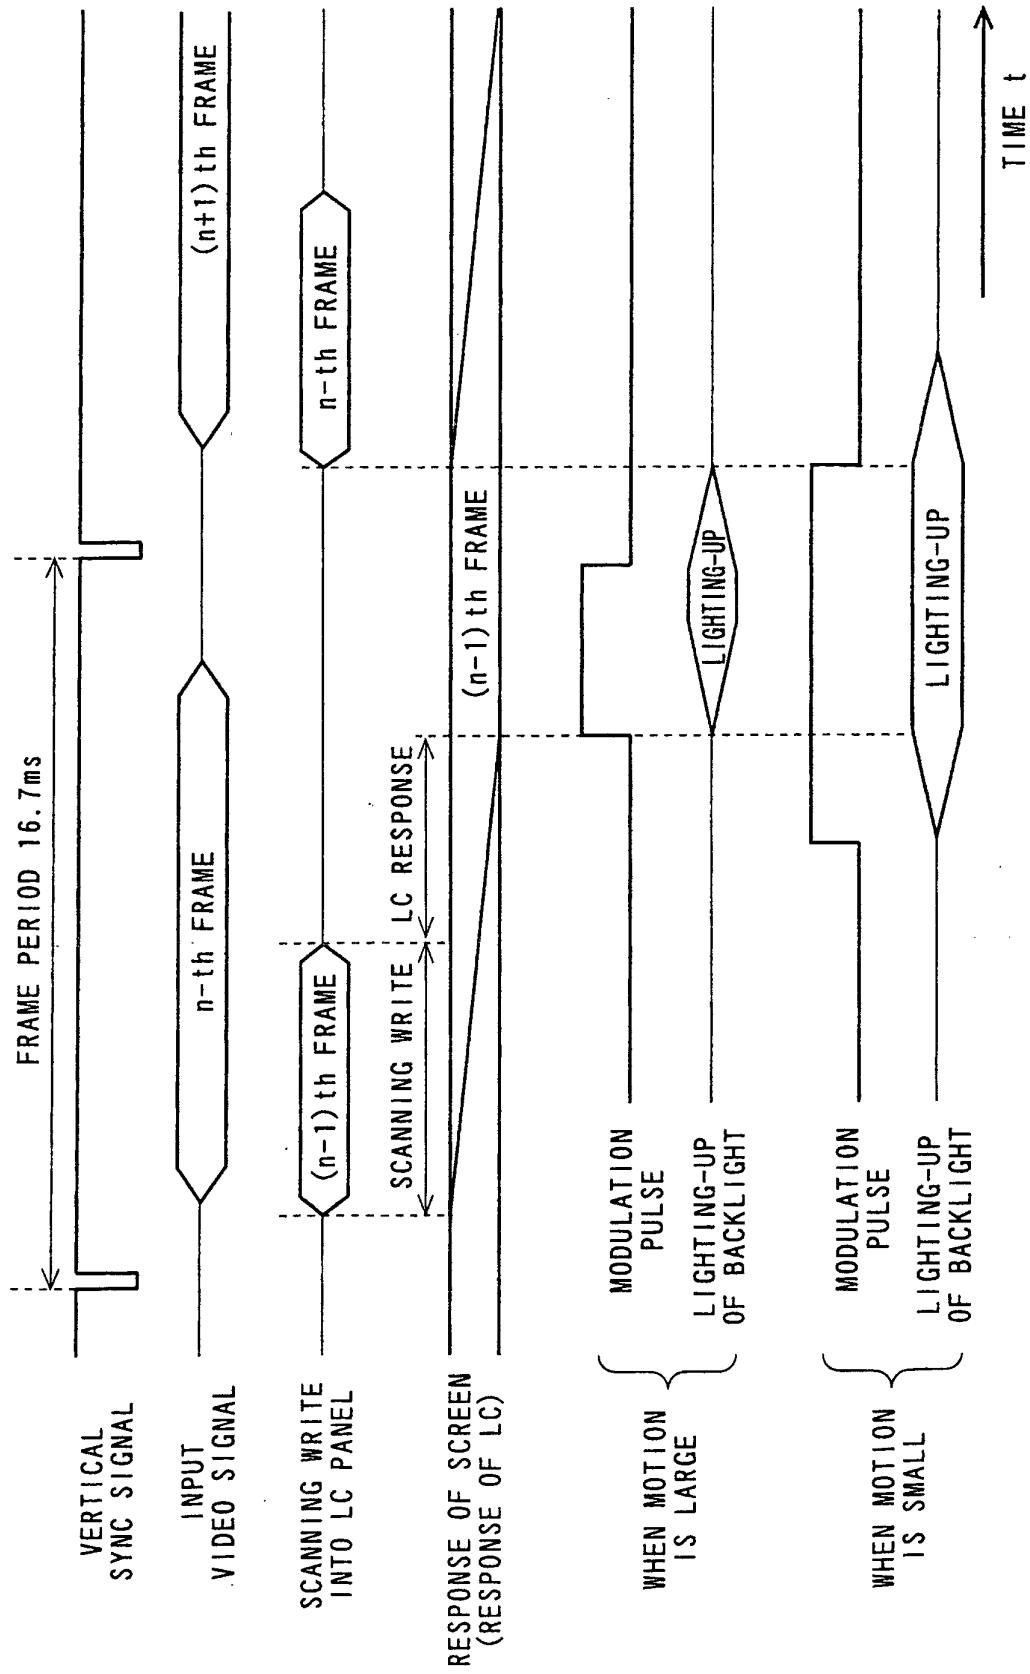 FRAME PERIOD 16.7ms
VERTICAL
SYNC SIGNAL
INPUT
VIDEO SIGNAL
n-th FRAME
(n+1)th FRAME
SCANNING WRITE
INTO LC PANEL
(n-1)th FRAME
n-th FRAME
SCANNING WRITE
LC RESPONSE
RESPONSE OF SCREEN
(RESPONSE OF LC)
(n-1)th FRAME
WHEN MOTION
IS LARGE
MODULATION
PULSE
LIGHTING-UP
OF BACKLIGHT
LIGHTING-UP
WHEN MOTION
IS SMALL
MODULATION
PULSE
LIGHTING-UP
OF BACKLIGHT
LIGHTING-UP
TIME t